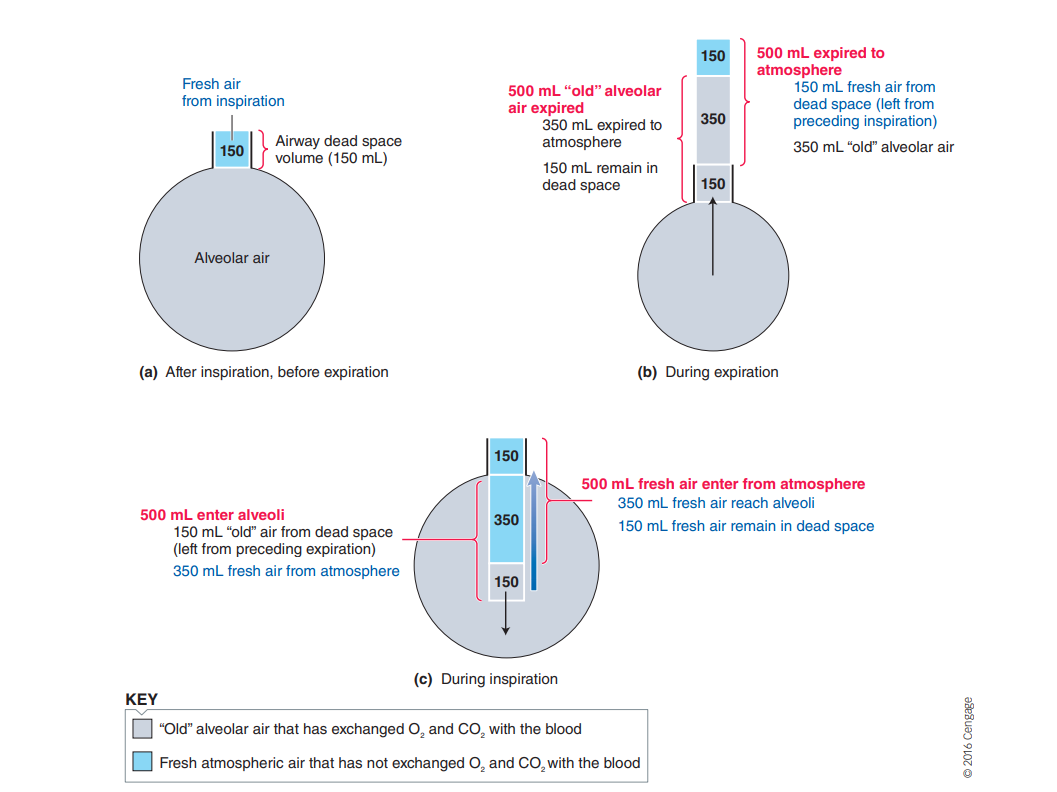 Fresh air
from inspiration
150
Airway dead space
volume (150 mL)
Alveolar air
(a) After inspiration, before expiration
500 mL “old” alveolar
air expired
350 mL expired to
atmosphere
150 mL remain in
dead space
150
350
150
500 mL expired to
atmosphere
150 mL fresh air from
dead space (left from
preceding inspiration)
350 mL “old” alveolar air
(b) During expiration
500 mL enter alveoli
150 mL “old” air from dead space
(left from preceding expiration)
350 mL fresh air from atmosphere
150
350
150
500 mL fresh air enter from atmosphere
350 mL fresh air reach alveoli
150 mL fresh air remain in dead space
(c) During inspiration
KEY
“Old” alveolar air that has exchanged O₂ and CO₂ with the blood
Fresh atmospheric air that has not exchanged O₂ and CO₂ with the blood
© 2016 Cengage